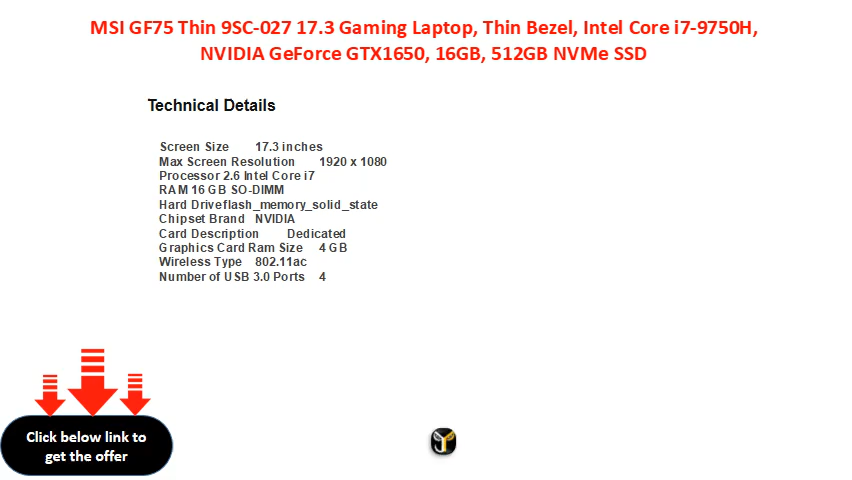 MSI GF75 Thin 9SC-027 17.3 Gaming Laptop, Thin Bezel, Intel Core i7-9750H,
NVIDIA GeForce GTX1650, 16GB, 512GB NVMe SSD
Technical Details
Screen Size 17.3 inches
Max Screen Resolution 1920 x 1080
Processor 2.6 Intel Core i7
RAM 16 GB SO-DIMM
Hard Driveflash_memory_solid_state
Chipset Brand NVIDIA
Card Description Dedicated
Graphics Card Ram Size 4 GB
Wireless Type 802.11ac
Number of USB 3.0 Ports 4
Click below link to
get the offer